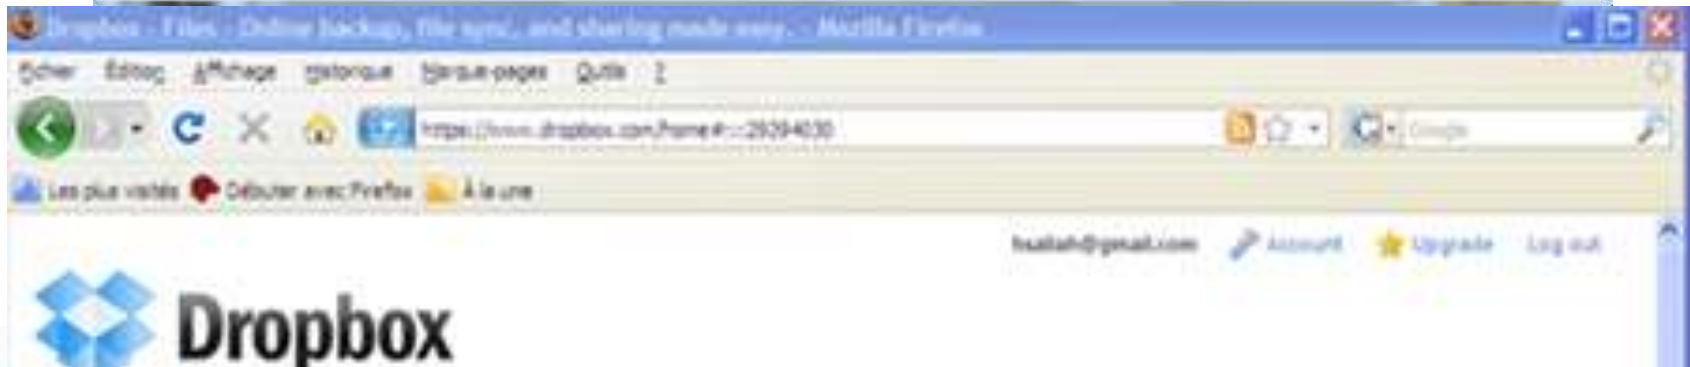 Dropbox - Files - Online backup, file sync, and sharing made easy. - Mozilla Firefox
Fichier Edition Affichage Historique Marque-pages Outils ?
https://www.dropbox.com/home#:::29294030 Google
Les plus visités Débuter avec Firefox À la une
Account Upgrade Log out
Dropbox